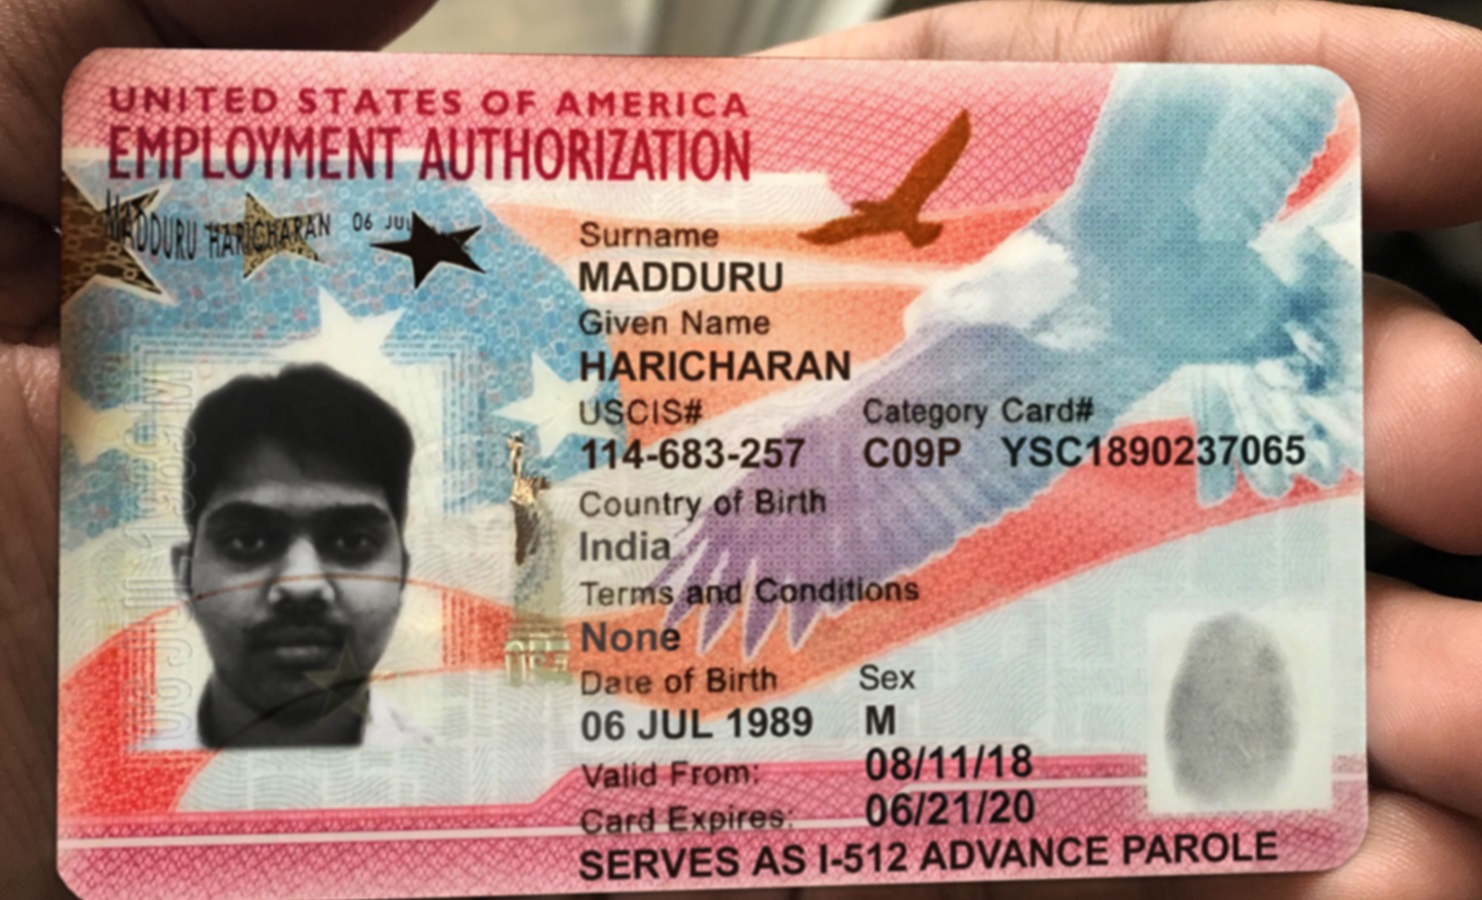 UNITED STATES OF AMERICA
EMPLOYMENT AUTHORIZATION
MADDURU HARICHARAN 06 JUL
Surname
MADDURU
Given Name
HARICHARAN
USCIS# Category Card#
114-683-257 C09P YSC1890237065
Country of Birth
India
Terms and Conditions
None
Date of Birth Sex
06 JUL 1989 M
Valid From: 08/11/18
Card Expires: 06/21/20
SERVES AS I-512 ADVANCE PAROLE